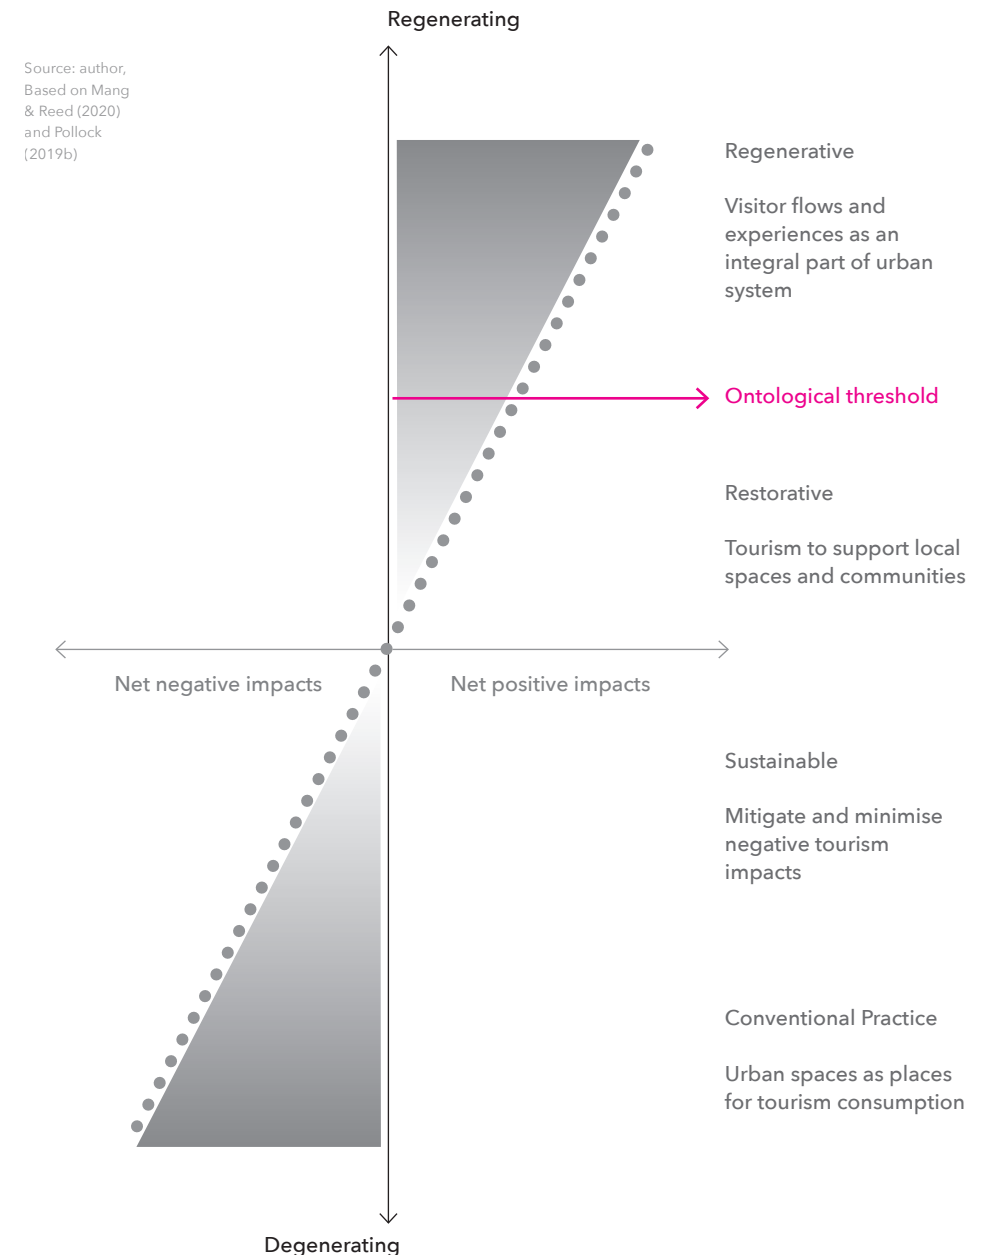 Regenerating
Source: author,
Based on Mang
& Reed (2020)
and Pollock
(2019b)
Regenerative
Visitor flows and
experiences as an
integral part of urban
system
Ontological threshold
Restorative
Tourism to support local
spaces and communities
Net negative impacts
Net positive impacts
Sustainable
Mitigate and minimise
negative tourism
impacts
Conventional Practice
Urban spaces as places
for tourism consumption
Degenerating